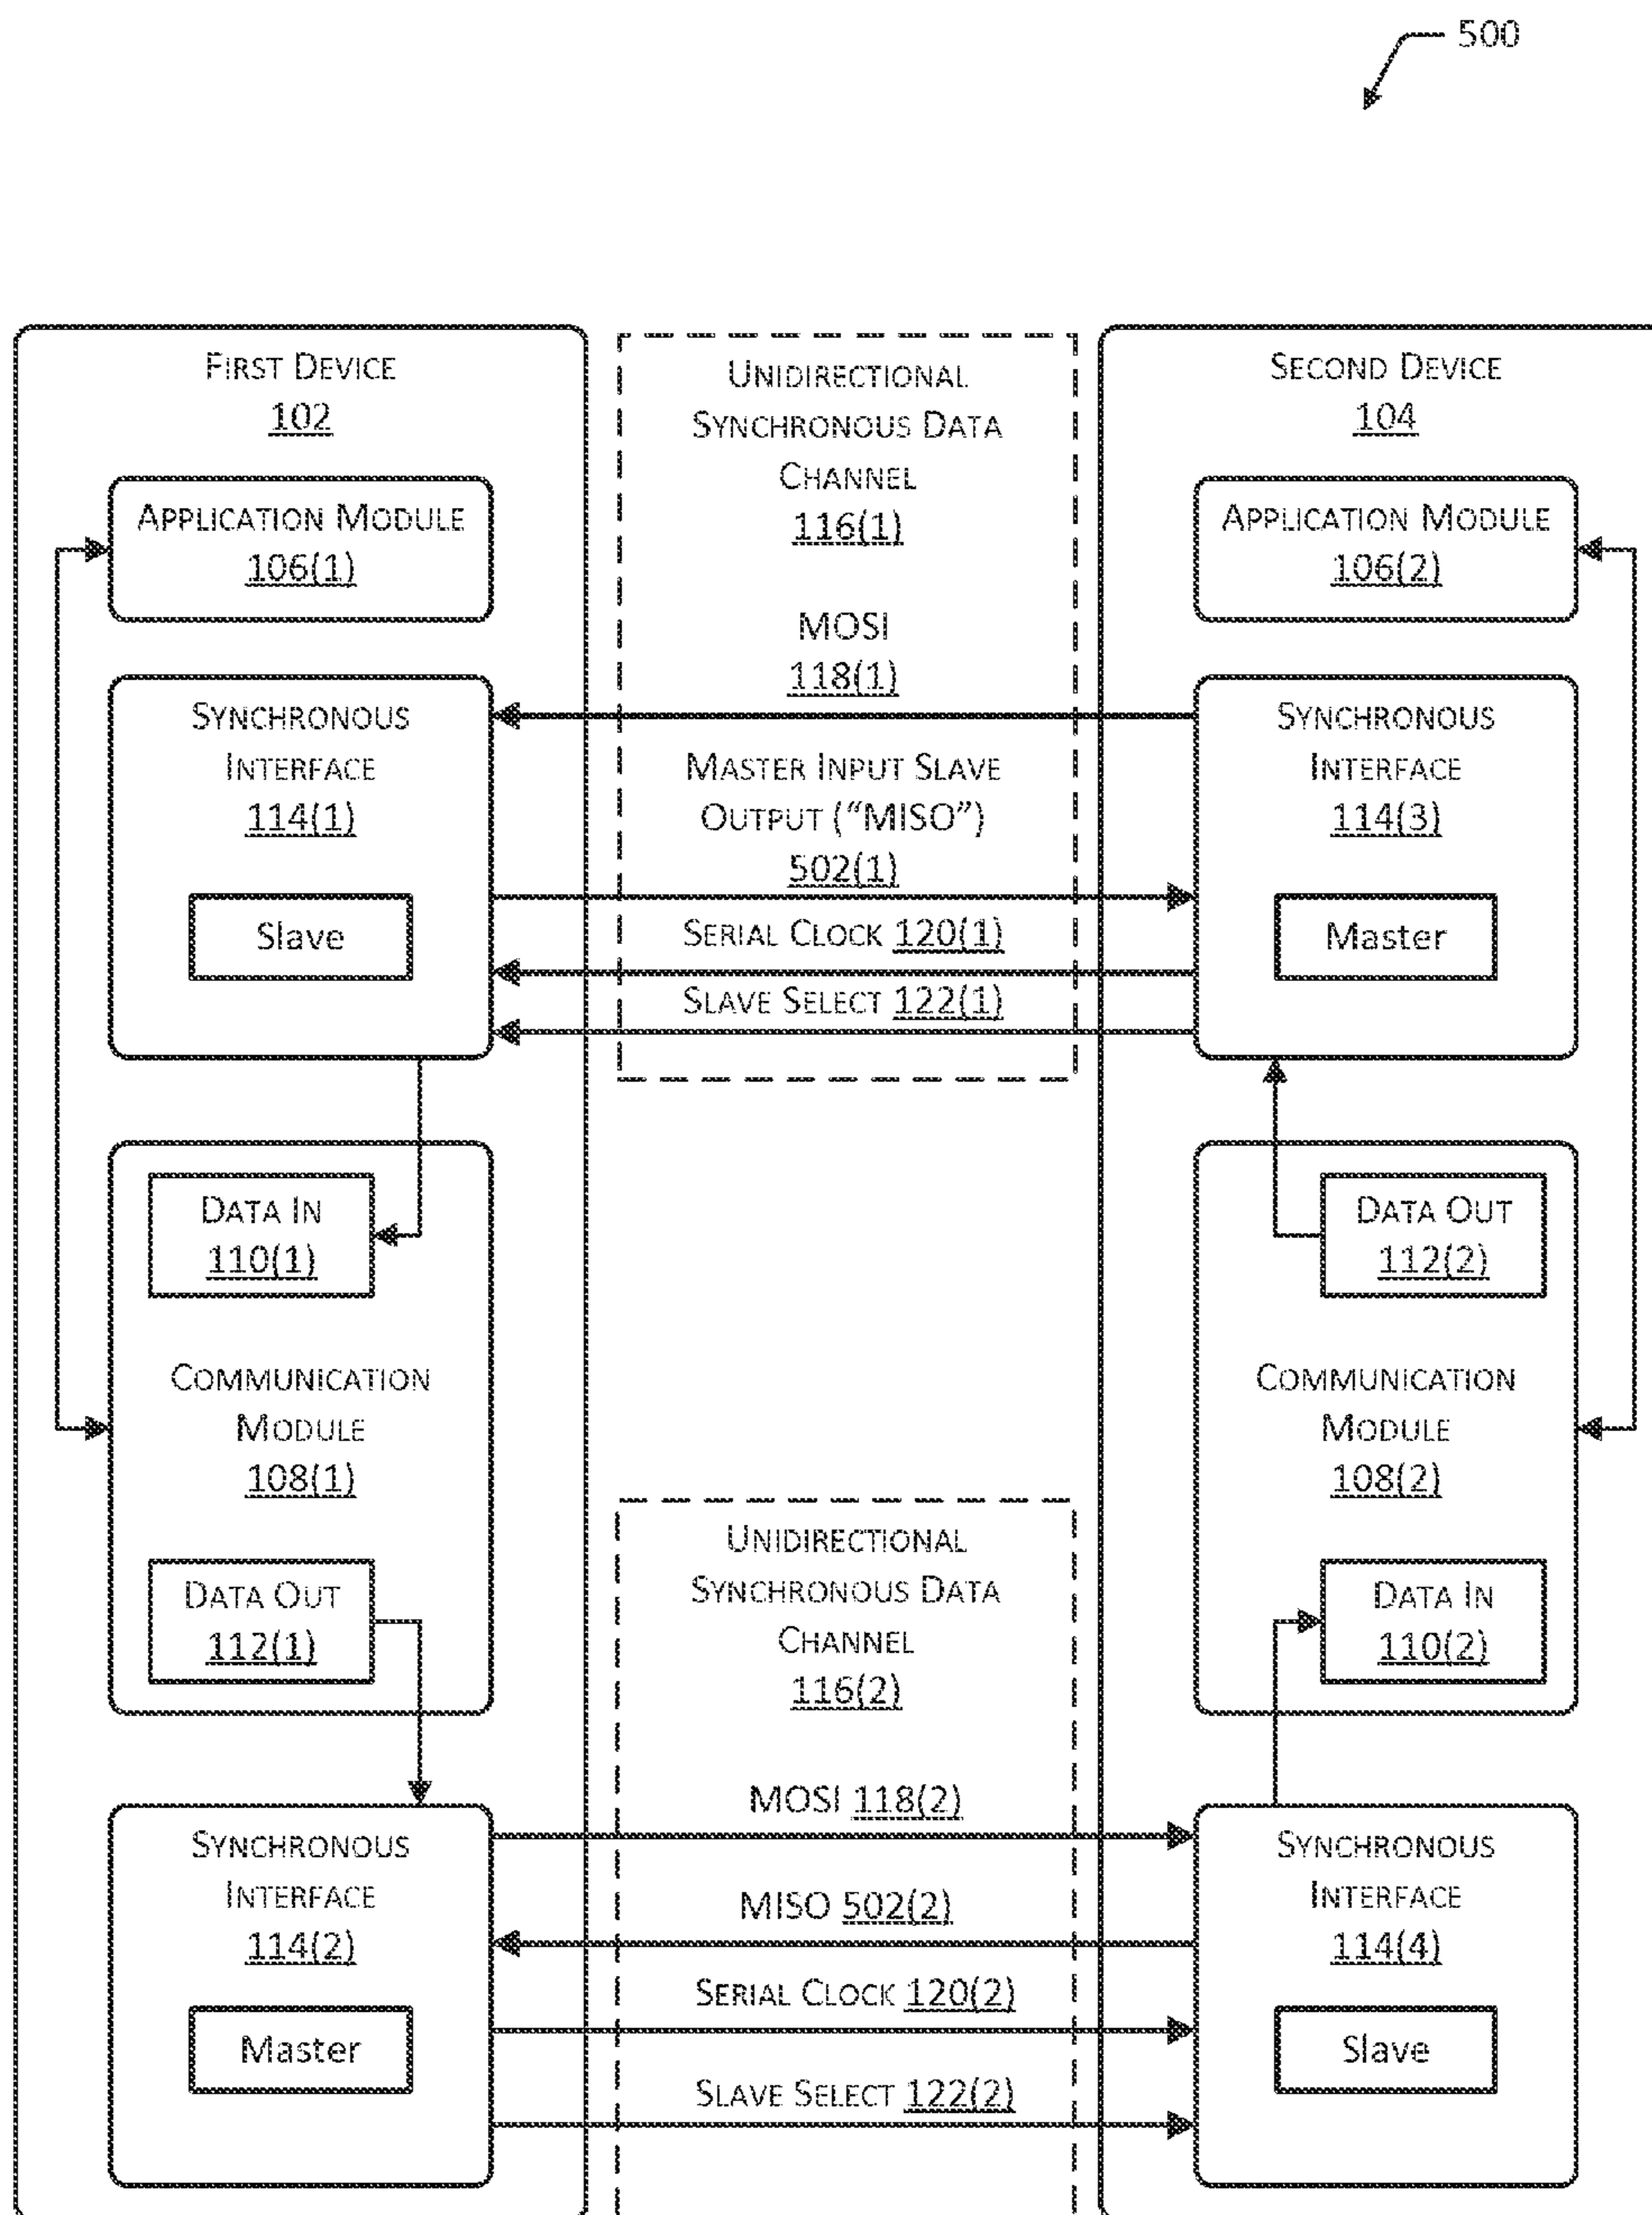 500
FIRST DEVICE
102
APPLICATION MODULE
106(1)
SYNCHRONOUS
INTERFACE
114(1)
Slave
DATA IN
110(1)
COMMUNICATION
MODULE
108(1)
DATA OUT
112(1)
SYNCHRONOUS
INTERFACE
114(2)
Master
UNIDIRECTIONAL
SYNCHRONOUS DATA
CHANNEL
116(1)
MOSI
118(1)
MASTER INPUT SLAVE
OUTPUT (“MISO”)
502(1)
SERIAL CLOCK 120(1)
SLAVE SELECT 122(1)
UNIDIRECTIONAL
SYNCHRONOUS DATA
CHANNEL
116(2)
MOSI 118(2)
MISO 502(2)
SERIAL CLOCK 120(2)
SLAVE SELECT 122(2)
SECOND DEVICE
104
APPLICATION MODULE
106(2)
SYNCHRONOUS
INTERFACE
114(3)
Master
DATA OUT
112(2)
COMMUNICATION
MODULE
108(2)
DATA IN
110(2)
SYNCHRONOUS
INTERFACE
114(4)
Slave